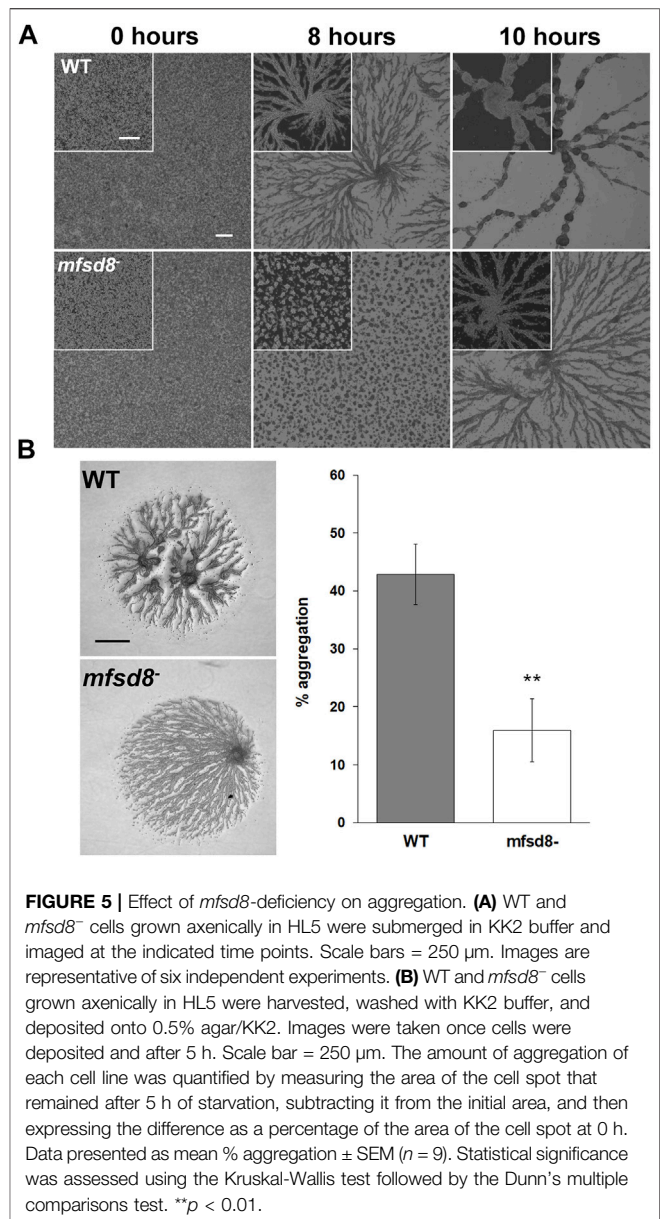 A
0 hours 8 hours 10 hours
WT
mfsd8-
B
WT
mfsd8-
% aggregation
60
50
40
30
20
10
0
**
WT mfsd8-
FIGURE 5 | Effect of mfsd8-deficiency on aggregation. (A) WT and
mfsd8− cells grown axenically in HL5 were submerged in KK2 buffer and
imaged at the indicated time points. Scale bars = 250 μm. Images are
representative of six independent experiments. (B) WT and mfsd8− cells
grown axenically in HL5 were harvested, washed with KK2 buffer, and
deposited onto 0.5% agar/KK2. Images were taken once cells were
deposited and after 5 h. Scale bar = 250 μm. The amount of aggregation of
each cell line was quantified by measuring the area of the cell spot that
remained after 5 h of starvation, subtracting it from the initial area, and then
expressing the difference as a percentage of the area of the cell spot at 0 h.
Data presented as mean % aggregation ± SEM (n = 9). Statistical significance
was assessed using the Kruskal-Wallis test followed by the Dunn's multiple
comparisons test. **p < 0.01.